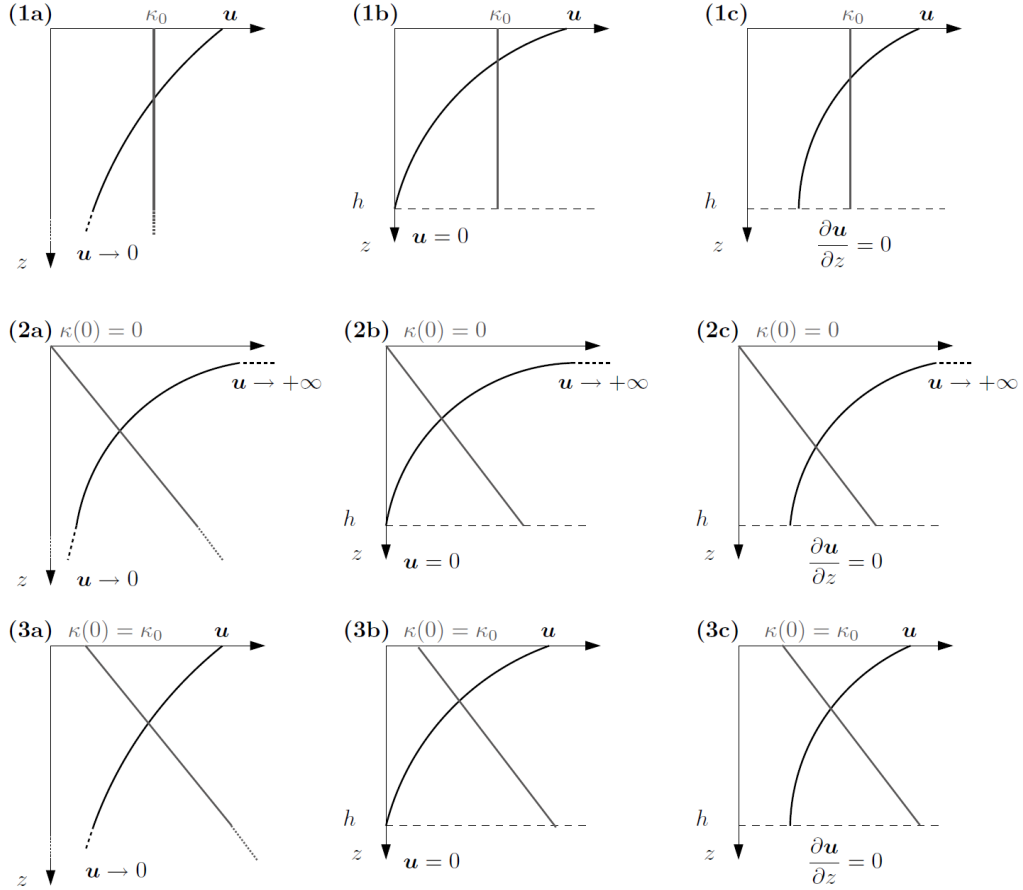 (1a) κ₀ u
z u → 0
(1b) κ₀ u
h
z u = 0
(1c) κ₀ u
h
z ∂u/∂z = 0
(2a) κ(0) = 0
u → +∞
z u → 0
(2b) κ(0) = 0
u → +∞
h
z u = 0
(2c) κ(0) = 0
u → +∞
h
z ∂u/∂z = 0
(3a) κ(0) = κ₀ u
z u → 0
(3b) κ(0) = κ₀ u
h
z u = 0
(3c) κ(0) = κ₀ u
h
z ∂u/∂z = 0